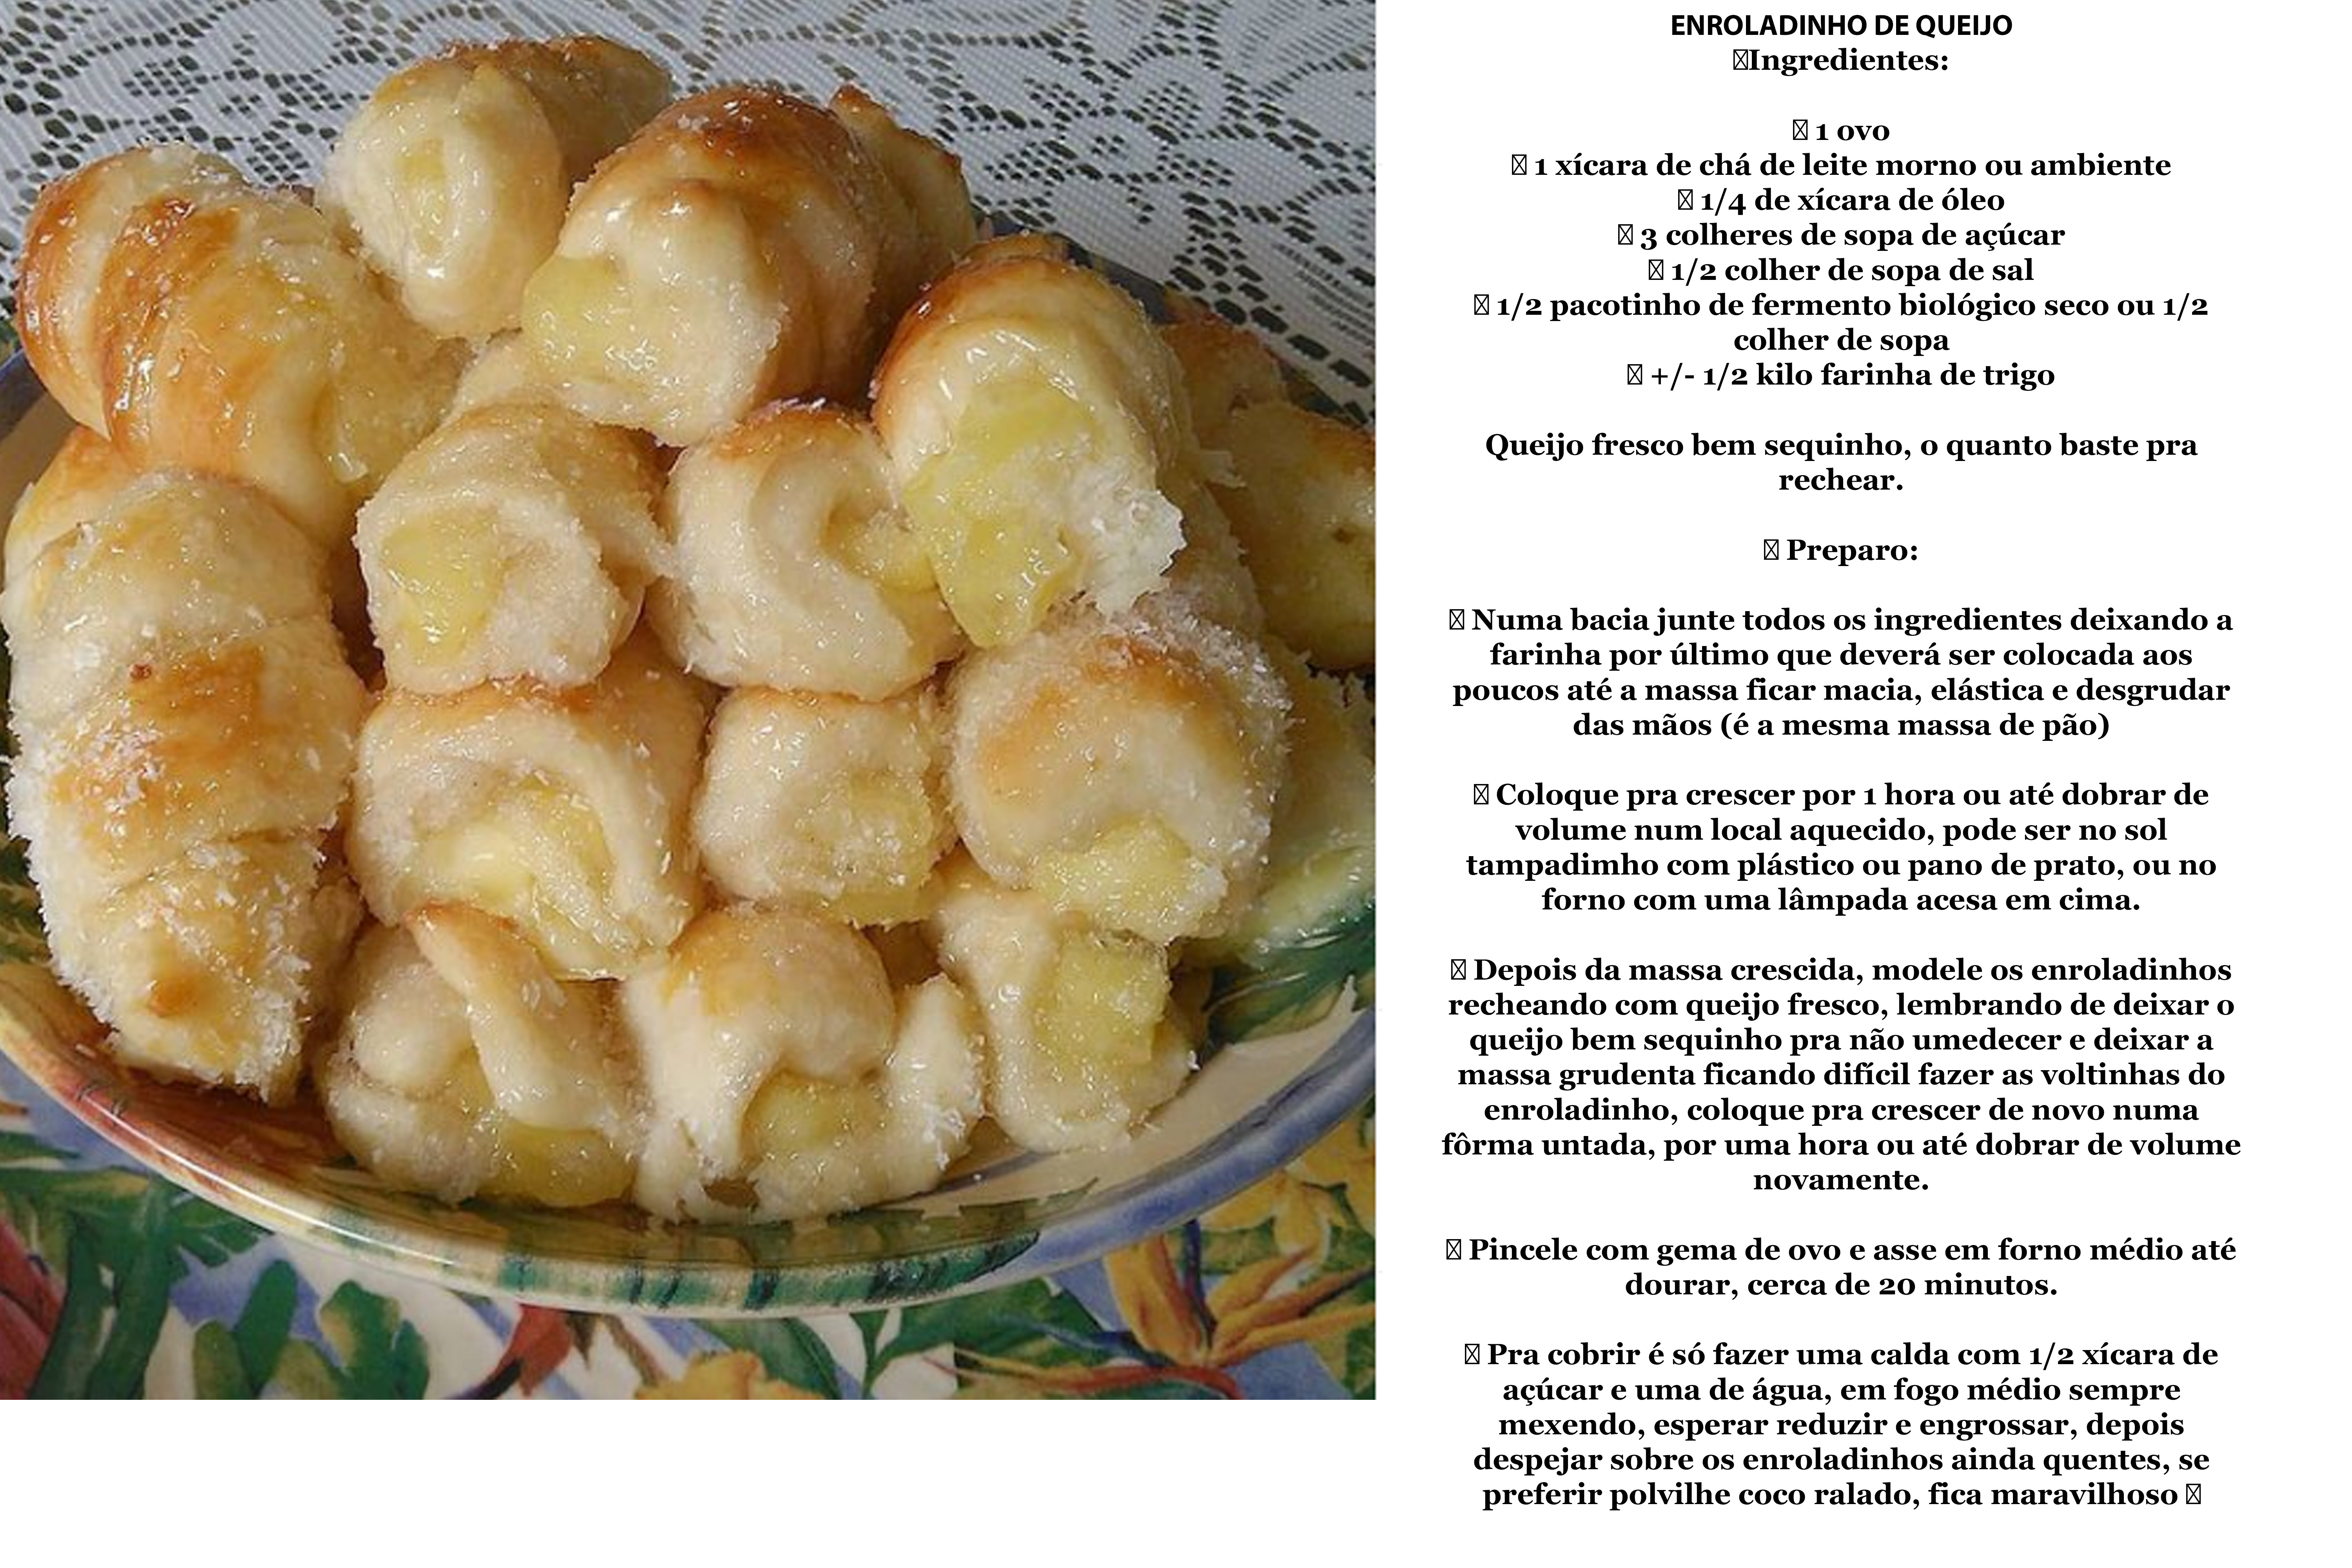 ENROLADINHO DE QUEIJO
Ingredientes:
1 ovo
1 xícara de chá de leite morno ou ambiente
1/4 de xícara de óleo
3 colheres de sopa de açúcar
1/2 colher de sopa de sal
1/2 pacotinho de fermento biológico seco ou 1/2
colher de sopa
+/- 1/2 kilo farinha de trigo
Queijo fresco bem sequinho, o quanto baste pra
rechear.
Preparo:
Numa bacia junte todos os ingredientes deixando a
farinha por último que deverá ser colocada aos
poucos até a massa ficar macia, elástica e desgrudar
das mãos (é a mesma massa de pão)
Coloque pra crescer por 1 hora ou até dobrar de
volume num local aquecido, pode ser no sol
tampadimho com plástico ou pano de prato, ou no
forno com uma lâmpada acesa em cima.
Depois da massa crescida, modele os enroladinhos
recheando com queijo fresco, lembrando de deixar o
queijo bem sequinho pra não umedecer e deixar a
massa grudenta ficando difícil fazer as voltinhas do
enroladinho, coloque pra crescer de novo numa
fôrma untada, por uma hora ou até dobrar de volume
novamente.
Pincele com gema de ovo e asse em forno médio até
dourar, cerca de 20 minutos.
Pra cobrir é só fazer uma calda com 1/2 xícara de
açúcar e uma de água, em fogo médio sempre
mexendo, esperar reduzir e engrossar, depois
despejar sobre os enroladinhos ainda quentes, se
preferir polvilhe coco ralado, fica maravilhoso